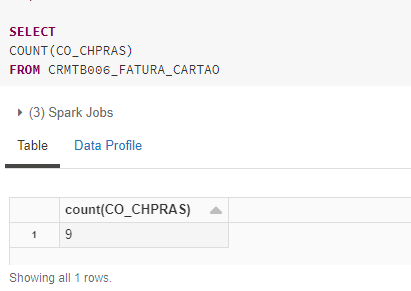 SELECT
COUNT(CO_CHPRAS)
FROM CRMTB006_FATURA_CARTAO
(3) Spark Jobs
Table Data Profile
count(CO_CHPRAS)
1 9
Showing all 1 rows.